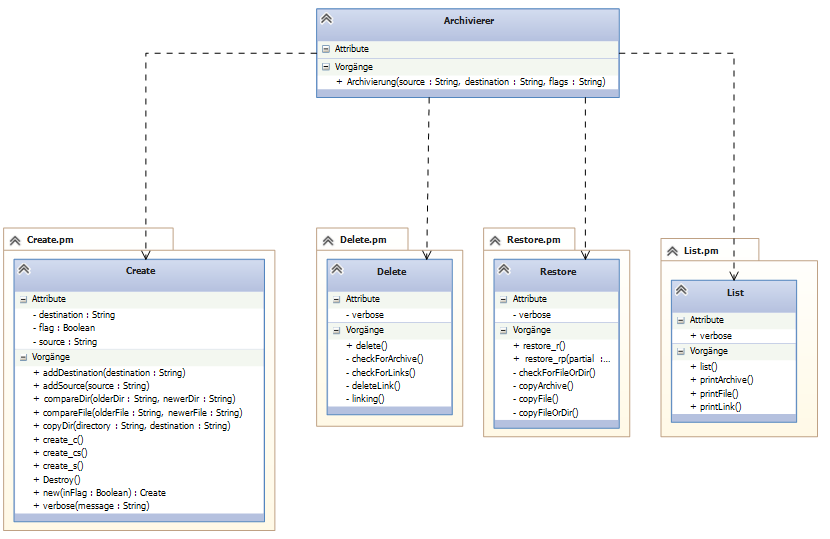 Archivierer
Attribute
Vorgänge
+ Archivierung(source : String, destination : String, flags : String)
Create.pm
Create
Attribute
- destination : String
- flag : Boolean
- source : String
Vorgänge
+ addDestination(destination : String)
+ addSource(source : String)
+ compareDir(olderDir : String, newerDir : String)
+ compareFile(olderFile : String, newerFile : String)
+ copyDir(directory : String, destination : String)
+ create_c()
+ create_cs()
+ create_s()
+ Destroy()
+ new(inFlag : Boolean) : Create
+ verbose(message : String)
Delete.pm
Delete
Attribute
- verbose
Vorgänge
+ delete()
- checkForArchive()
- checkForLinks()
- deleteLink()
- linking()
Restore.pm
Restore
Attribute
- verbose
Vorgänge
+ restore_r()
+ restore_rp(partial :...
- checkForFileOrDir()
- copyArchive()
- copyFile()
- copyFileOrDir()
List.pm
List
Attribute
+ verbose
Vorgänge
+ list()
+ printArchive()
+ printFile()
+ printLink()